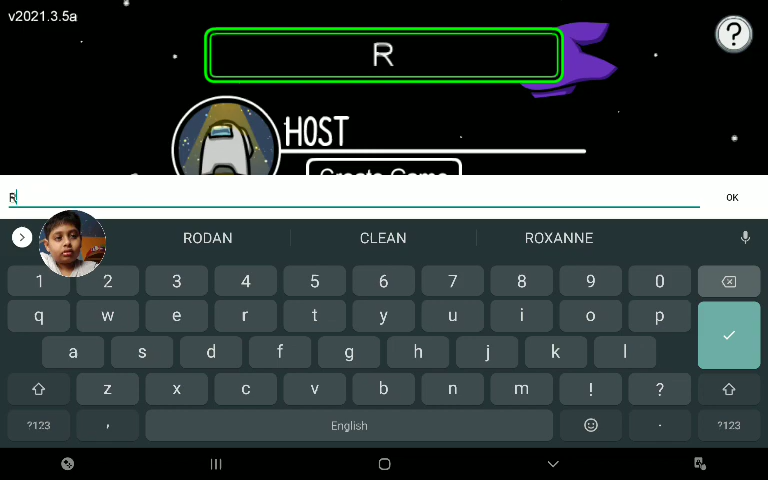 v2021.3.5a
?
R
HOST
Create Game
R
OK
RODAN CLEAN ROXANNE
1 2 3 4 5 6 7 8 9 0
q w e r t y u i o p
a s d f g h j k l
z x c v b n m ! ?
?123 , English . ?123